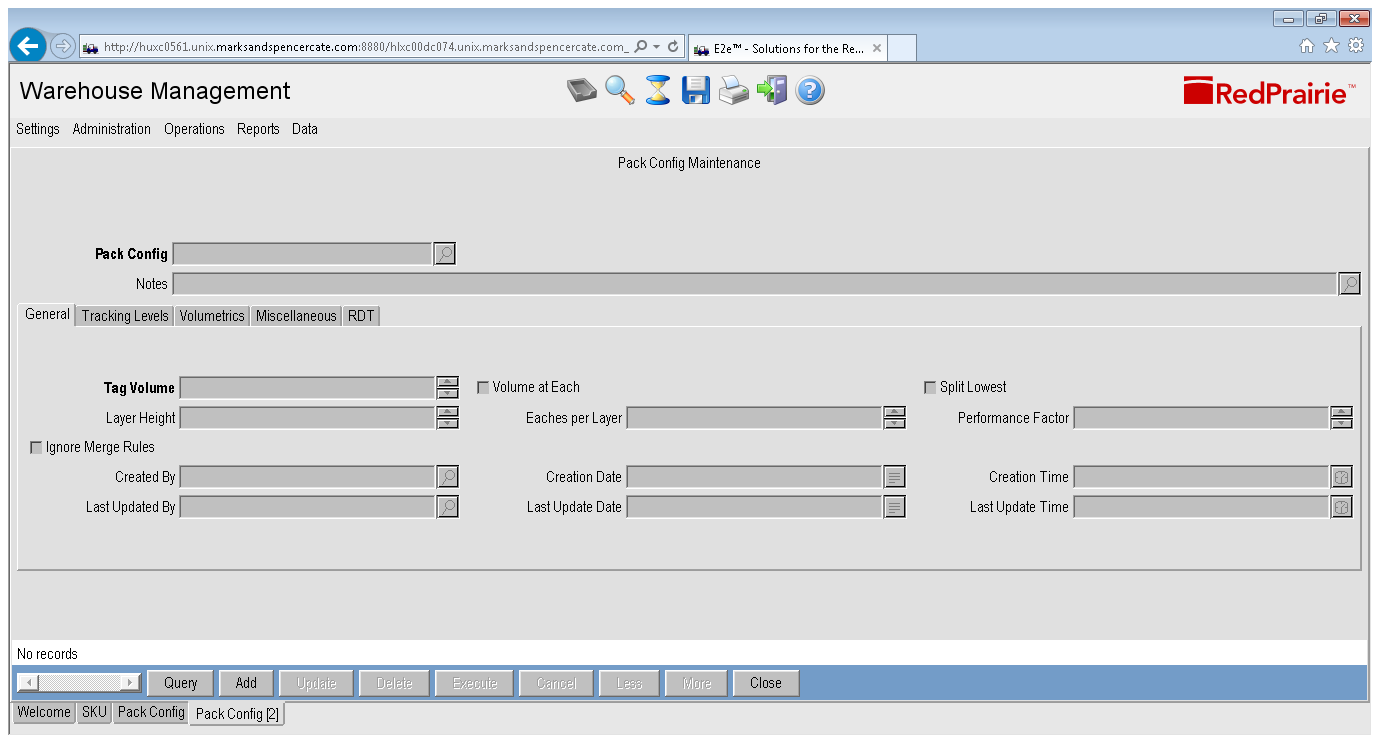 http://huxc0561.unix.marksandspencercate.com:8880/hlxc00dc074.unix.marksandspencercate.com_
E2e™ - Solutions for the Re...
Warehouse Management
RedPrairie™
Settings Administration Operations Reports Data
Pack Config Maintenance
Pack Config
Notes
General Tracking Levels Volumetrics Miscellaneous RDT
Tag Volume Volume at Each Split Lowest
Layer Height Eaches per Layer Performance Factor
Ignore Merge Rules
Created By Creation Date Creation Time
Last Updated By Last Update Date Last Update Time
No records
Query Add Update Delete Execute Cancel Less More Close
Welcome SKU Pack Config Pack Config [2]